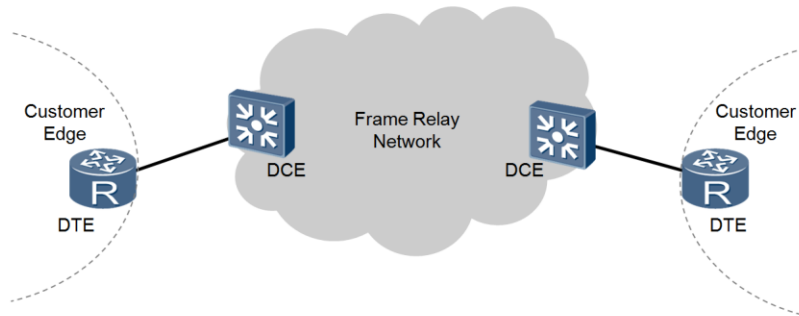 Customer
Edge
R
DTE
DCE
Frame Relay
Network
DCE
Customer
Edge
R
DTE